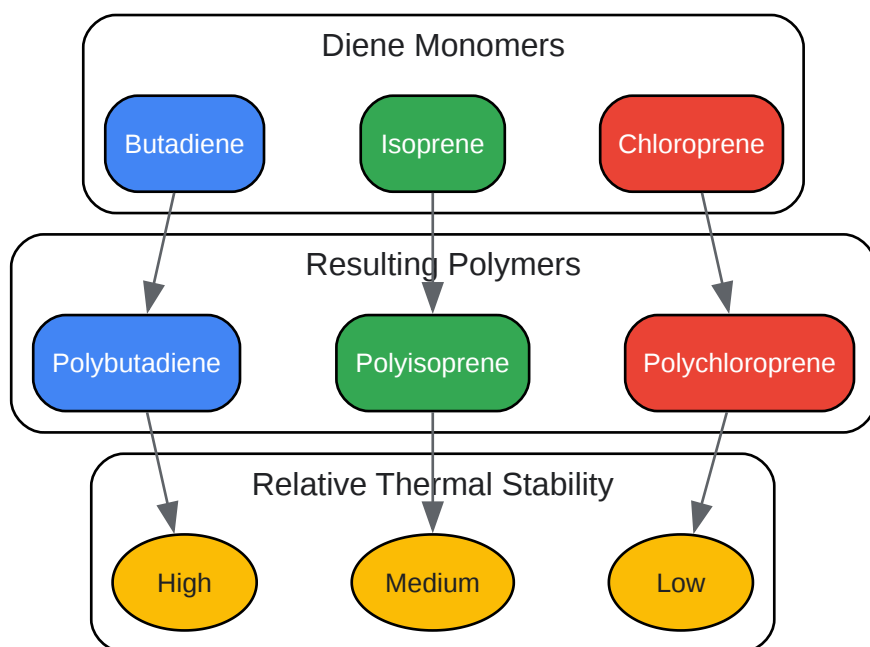 Diene Monomers
Butadiene Isoprene Chloroprene
Resulting Polymers
Polybutadiene Polyisoprene Polychloroprene
Relative Thermal Stability
High Medium Low